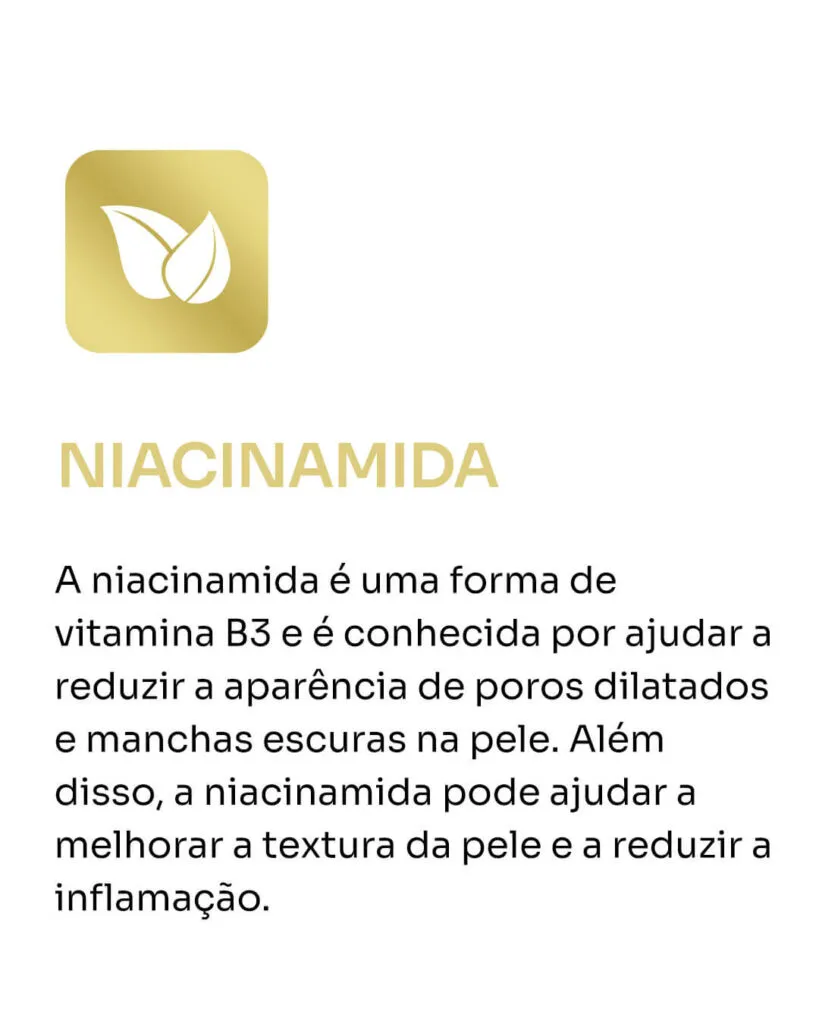 NIACINAMIDA
A niacinamida é uma forma de
vitamina B3 e é conhecida por ajudar a
reduzir a aparência de poros dilatados
e manchas escuras na pele. Além
disso, a niacinamida pode ajudar a
melhorar a textura da pele e a reduzir a
inflamação.